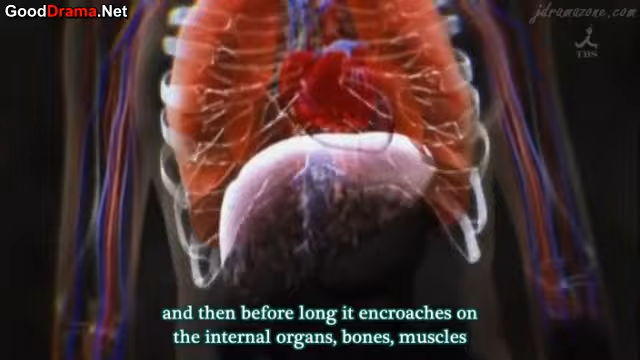 GoodDrama.Net
jdramazone.com
TBS
and then before long it encroaches on
the internal organs, bones, muscles